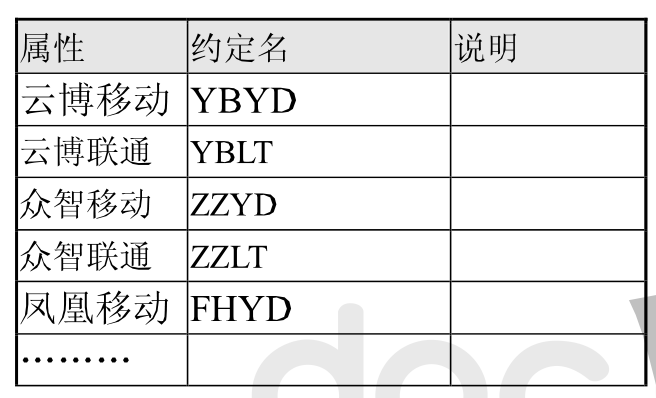 属性 约定名 说明
云博移动 YBYD
云博联通 YBLT
众智移动 ZZYD
众智联通 ZZLT
凤凰移动 FHYD
………
doc